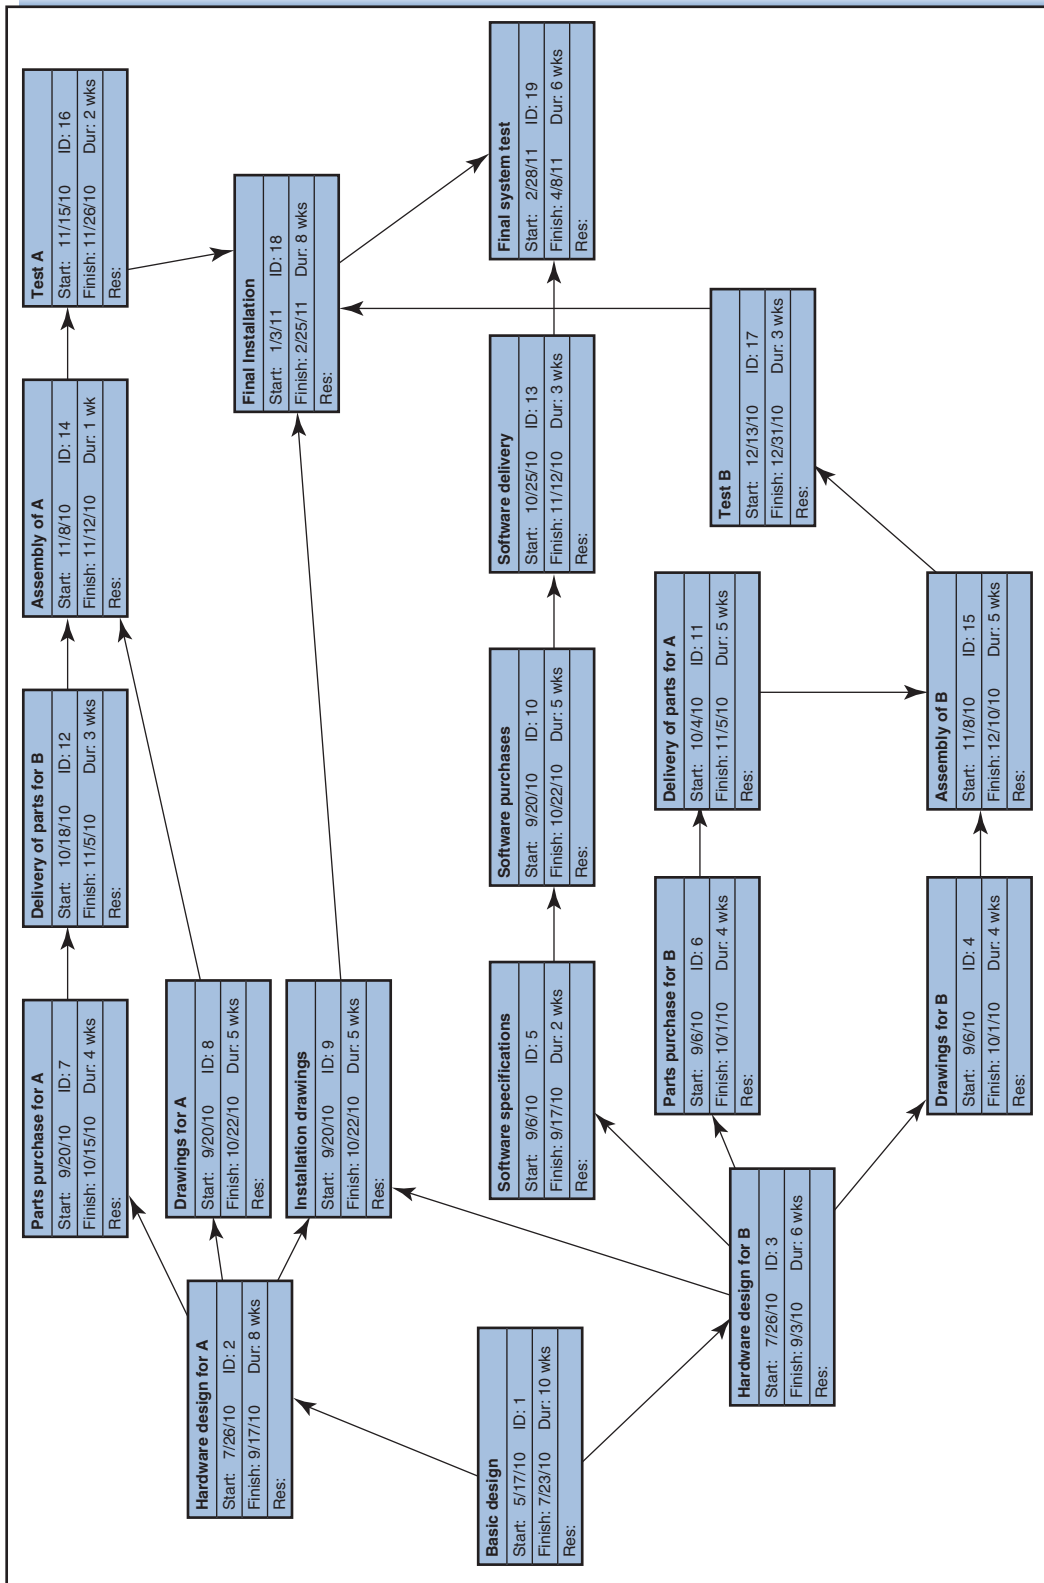 Basic design
Start: 5/17/10 ID: 1
Finish: 7/23/10 Dur: 10 wks
Res:
Hardware design for A
Start: 7/26/10 ID: 2
Finish: 9/17/10 Dur: 8 wks
Res:
Hardware design for B
Start: 7/26/10 ID: 3
Finish: 9/3/10 Dur: 6 wks
Res:
Parts purchase for A
Start: 9/20/10 ID: 7
Finish: 10/15/10 Dur: 4 wks
Res:
Drawings for A
Start: 9/20/10 ID: 8
Finish: 10/22/10 Dur: 5 wks
Res:
Installation drawings
Start: 9/20/10 ID: 9
Finish: 10/22/10 Dur: 5 wks
Res:
Software specifications
Start: 9/6/10 ID: 5
Finish: 9/17/10 Dur: 2 wks
Res:
Parts purchase for B
Start: 9/6/10 ID: 6
Finish: 10/1/10 Dur: 4 wks
Res:
Drawings for B
Start: 9/6/10 ID: 4
Finish: 10/1/10 Dur: 4 wks
Res:
Delivery of parts for B
Start: 10/18/10 ID: 12
Finish: 11/5/10 Dur: 3 wks
Res:
Software purchases
Start: 9/20/10 ID: 10
Finish: 10/22/10 Dur: 5 wks
Res:
Delivery of parts for A
Start: 10/4/10 ID: 11
Finish: 11/5/10 Dur: 5 wks
Res:
Assembly of B
Start: 11/8/10 ID: 15
Finish: 12/10/10 Dur: 5 wks
Res:
Assembly of A
Start: 11/8/10 ID: 14
Finish: 11/12/10 Dur: 1 wk
Res:
Software delivery
Start: 10/25/10 ID: 13
Finish: 11/12/10 Dur: 3 wks
Res:
Test B
Start: 12/13/10 ID: 17
Finish: 12/31/10 Dur: 3 wks
Res:
Test A
Start: 11/15/10 ID: 16
Finish: 11/26/10 Dur: 2 wks
Res:
Final Installation
Start: 1/3/11 ID: 18
Finish: 2/25/11 Dur: 8 wks
Res:
Final system test
Start: 2/28/11 ID: 19
Finish: 4/8/11 Dur: 6 wks
Res: